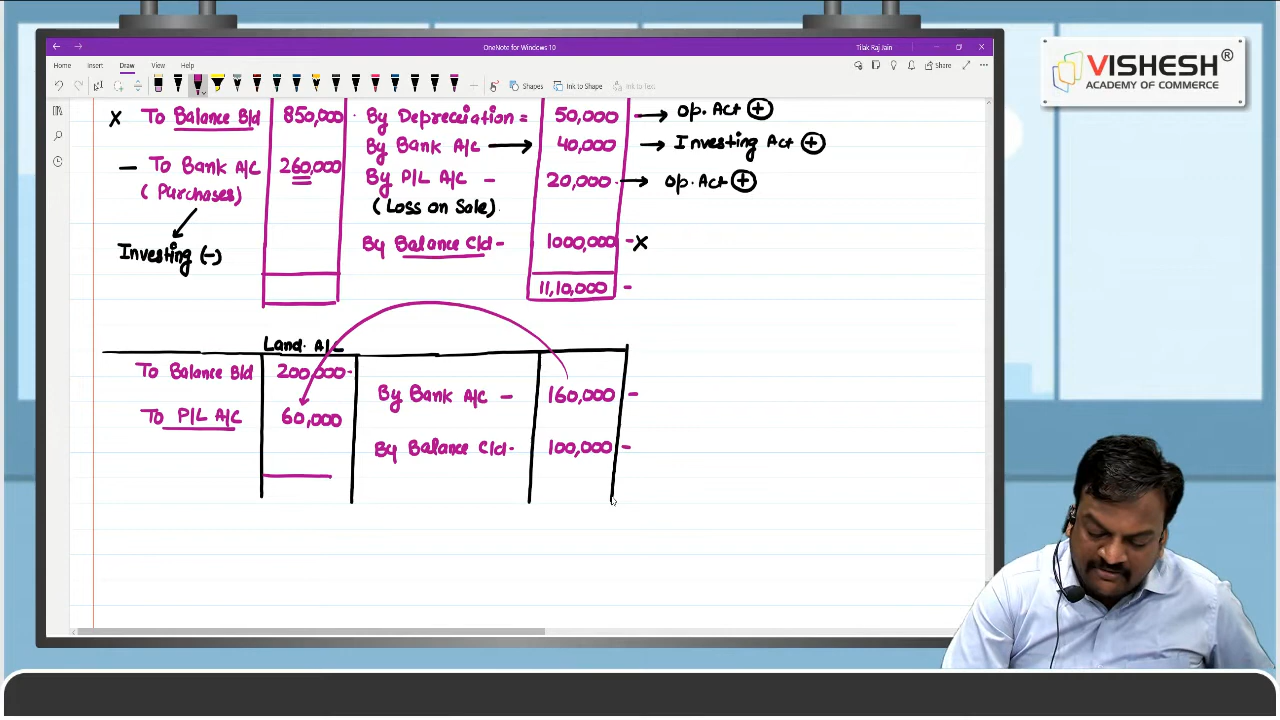 OneNote for Windows 10
Tilak Raj Jain
Home Insert Draw View Help
Share
Shapes
Ink to Shape
Ink to Text
VISHESH®
ACADEMY OF COMMERCE
x To Balance B/d 850,000 By Depreciation = 50,000 → Op. Act +
By Bank A/C → 40,000 → Investing Act +
- To Bank A/C 260,000
(Purchases)
By P/L A/C - 20,000 → Op. Act +
(Loss on Sale)
Investing (-)
By Balance C/d - 1000,000 - x
11,10,000 -
Land. A/C
To Balance B/d 200,000 -
By Bank A/C - 160,000 -
To P/L A/C 60,000
By Balance C/d - 100,000 -